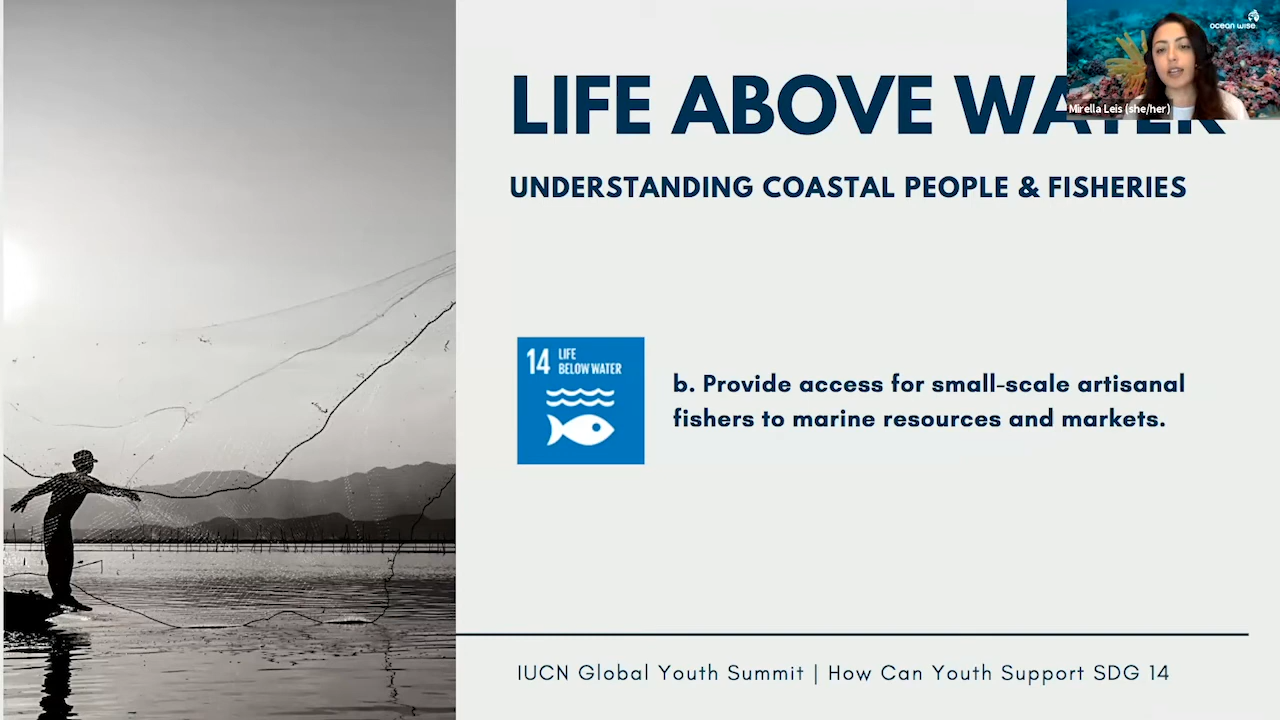 ocean wise
Mirella Leis (she/her)
LIFE ABOVE WATER
UNDERSTANDING COASTAL PEOPLE & FISHERIES
14 LIFE
BELOW WATER
b. Provide access for small-scale artisanal
fishers to marine resources and markets.
IUCN Global Youth Summit | How Can Youth Support SDG 14